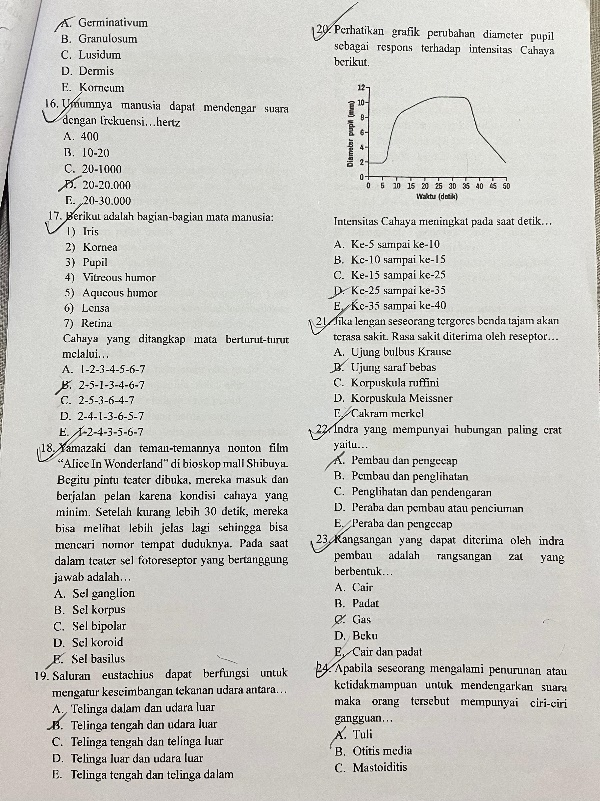 A. Germinativum
B. Granulosum
C. Lusidum
D. Dermis
E. Korneum
16. Umumnya manusia dapat mendengar suara
dengan frekuensi…hertz
A. 400
B. 10-20
C. 20-1000
D. 20-20.000
E. 20-30.000
17. Berikut adalah bagian-bagian mata manusia:
1) Iris
2) Kornea
3) Pupil
4) Vitreous humor
5) Aqueous humor
6) Lensa
7) Retina
Cahaya yang ditangkap mata berturut-turut
melalui…
A. 1-2-3-4-5-6-7
B. 2-5-1-3-4-6-7
C. 2-5-3-6-4-7
D. 2-4-1-3-6-5-7
E. 1-2-4-3-5-6-7
18. Yamazaki dan teman-temannya nonton film
"Alice In Wonderland" di bioskop mall Shibuya.
Begitu pintu teater dibuka, mereka masuk dan
berjalan pelan karena kondisi cahaya yang
minim. Setelah kurang lebih 30 detik, mereka
bisa melihat lebih jelas lagi sehingga bisa
mencari nomor tempat duduknya. Pada saat
dalam teater sel fotoreseptor yang bertanggung
jawab adalah…
A. Sel ganglion
B. Sel korpus
C. Sel bipolar
D. Sel koroid
E. Sel basilus
19. Saluran eustachius dapat berfungsi untuk
mengatur keseimbangan tekanan udara antara…
A. Telinga dalam dan udara luar
B. Telinga tengah dan udara luar
C. Telinga tengah dan telinga luar
D. Telinga luar dan udara luar
E. Telinga tengah dan telinga dalam
20. Perhatikan grafik perubahan diameter pupil
sebagai respons terhadap intensitas Cahaya
berikut.
Diameter pupil (mm)
12
10
8
6
4
2
0
0 5 10 15 20 25 30 35 40 45 50
Waktu (detik)
Intensitas Cahaya meningkat pada saat detik…
A. Ke-5 sampai ke-10
B. Ke-10 sampai ke-15
C. Ke-15 sampai ke-25
D. Ke-25 sampai ke-35
E. Ke-35 sampai ke-40
21. Jika lengan seseorang tergores benda tajam akan
terasa sakit. Rasa sakit diterima oleh reseptor…
A. Ujung bulbus Krause
B. Ujung saraf bebas
C. Korpuskula ruffini
D. Korpuskula Meissner
E. Cakram merkel
22. Indra yang mempunyai hubungan paling erat
yaitu…
A. Pembau dan pengecap
B. Pembau dan penglihatan
C. Penglihatan dan pendengaran
D. Peraba dan pembau atau penciuman
E. Peraba dan pengecap
23. Rangsangan yang dapat diterima oleh indra
pembau adalah rangsangan zat yang
berbentuk…
A. Cair
B. Padat
C. Gas
D. Beku
E. Cair dan padat
24. Apabila seseorang mengalami penurunan atau
ketidakmampuan untuk mendengarkan suara
maka orang tersebut mempunyai ciri-ciri
gangguan…
A. Tuli
B. Otitis media
C. Mastoiditis